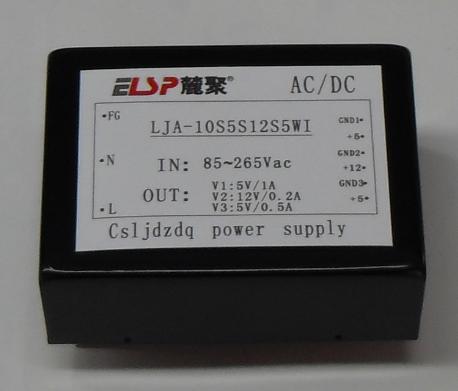 ELSP麓聚® AC/DC
•FG
LJA-10S5S12S5WI
GND1•
+5•
•N
IN: 85~265Vac
GND2•
+12•
OUT: V1:5V/1A
V2:12V/0.2A
V3:5V/0.5A
GND3•
+5•
•L
Csljdzdq power supply